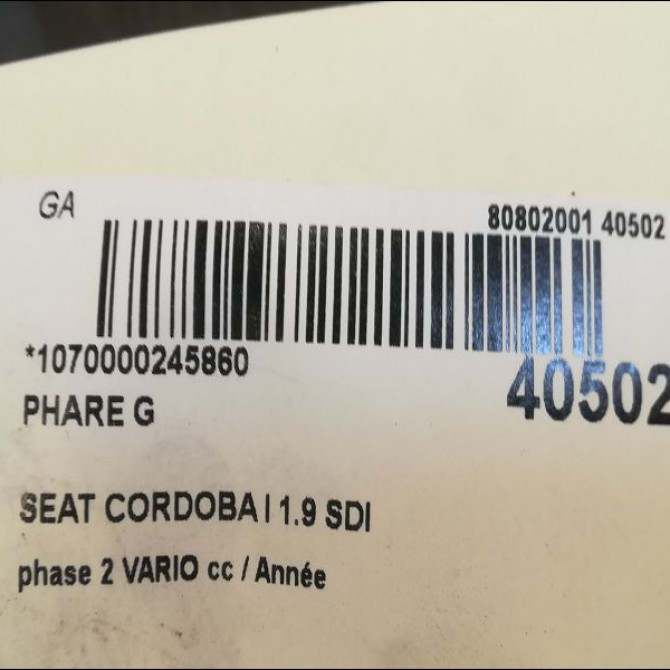 GA
80802001 40502
*1070000245860
40502
PHARE G
SEAT CORDOBA I 1.9 SDI
phase 2 VARIO cc / Année